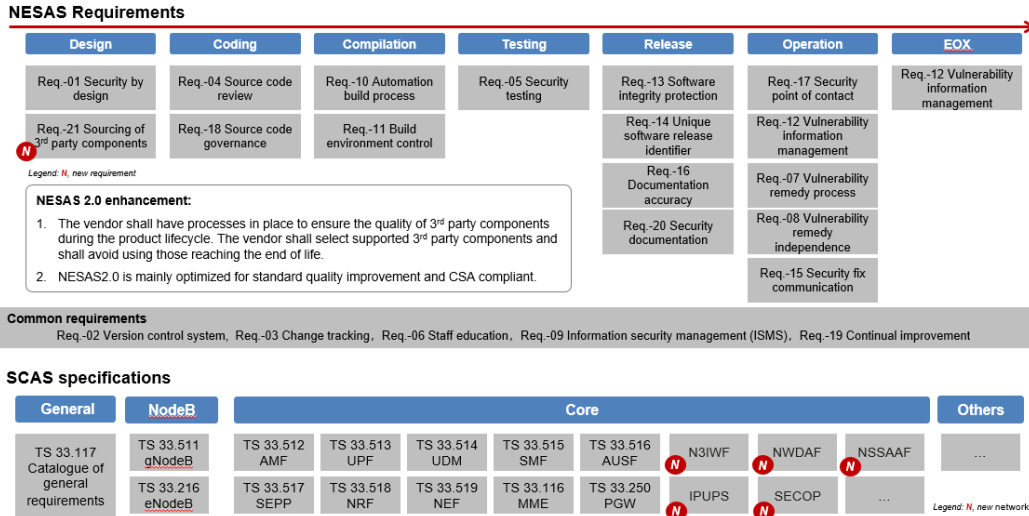 NESAS Requirements
Design
Coding
Compilation
Testing
Release
Operation
EOX
Req.-01 Security by
design
Req.-04 Source code
review
Req.-10 Automation
build process
Req.-05 Security
testing
Req.-13 Software
integrity protection
Req.-17 Security
point of contact
Req.-12 Vulnerability
information
management
Req.-21 Sourcing of
3rd party components
N
Req.-18 Source code
governance
Req.-11 Build
environment control
Req.-14 Unique
software release
identifier
Req.-12 Vulnerability
information
management
Legend: N, new requirement
Req.-16
Documentation
accuracy
Req.-07 Vulnerability
remedy process
NESAS 2.0 enhancement:
1. The vendor shall have processes in place to ensure the quality of 3rd party components
during the product lifecycle. The vendor shall select supported 3rd party components and
shall avoid using those reaching the end of life.
2. NESAS2.0 is mainly optimized for standard quality improvement and CSA compliant.
Req.-20 Security
documentation
Req.-08 Vulnerability
remedy
independence
Req.-15 Security fix
communication
Common requirements
Req.-02 Version control system, Req.-03 Change tracking, Req.-06 Staff education, Req.-09 Information security management (ISMS), Req.-19 Continual improvement
SCAS specifications
General
NodeB
Core
Others
TS 33.117
Catalogue of
general
requirements
TS 33.511
gNodeB
TS 33.512
AMF
TS 33.513
UPF
TS 33.514
UDM
TS 33.515
SMF
TS 33.516
AUSF
N3IWF
N
NWDAF
N
NSSAAF
N
...
TS 33.216
eNodeB
TS 33.517
SEPP
TS 33.518
NRF
TS 33.519
NEF
TS 33.116
MME
TS 33.250
PGW
IPUPS
N
SECOP
N
...
Legend: N, new network